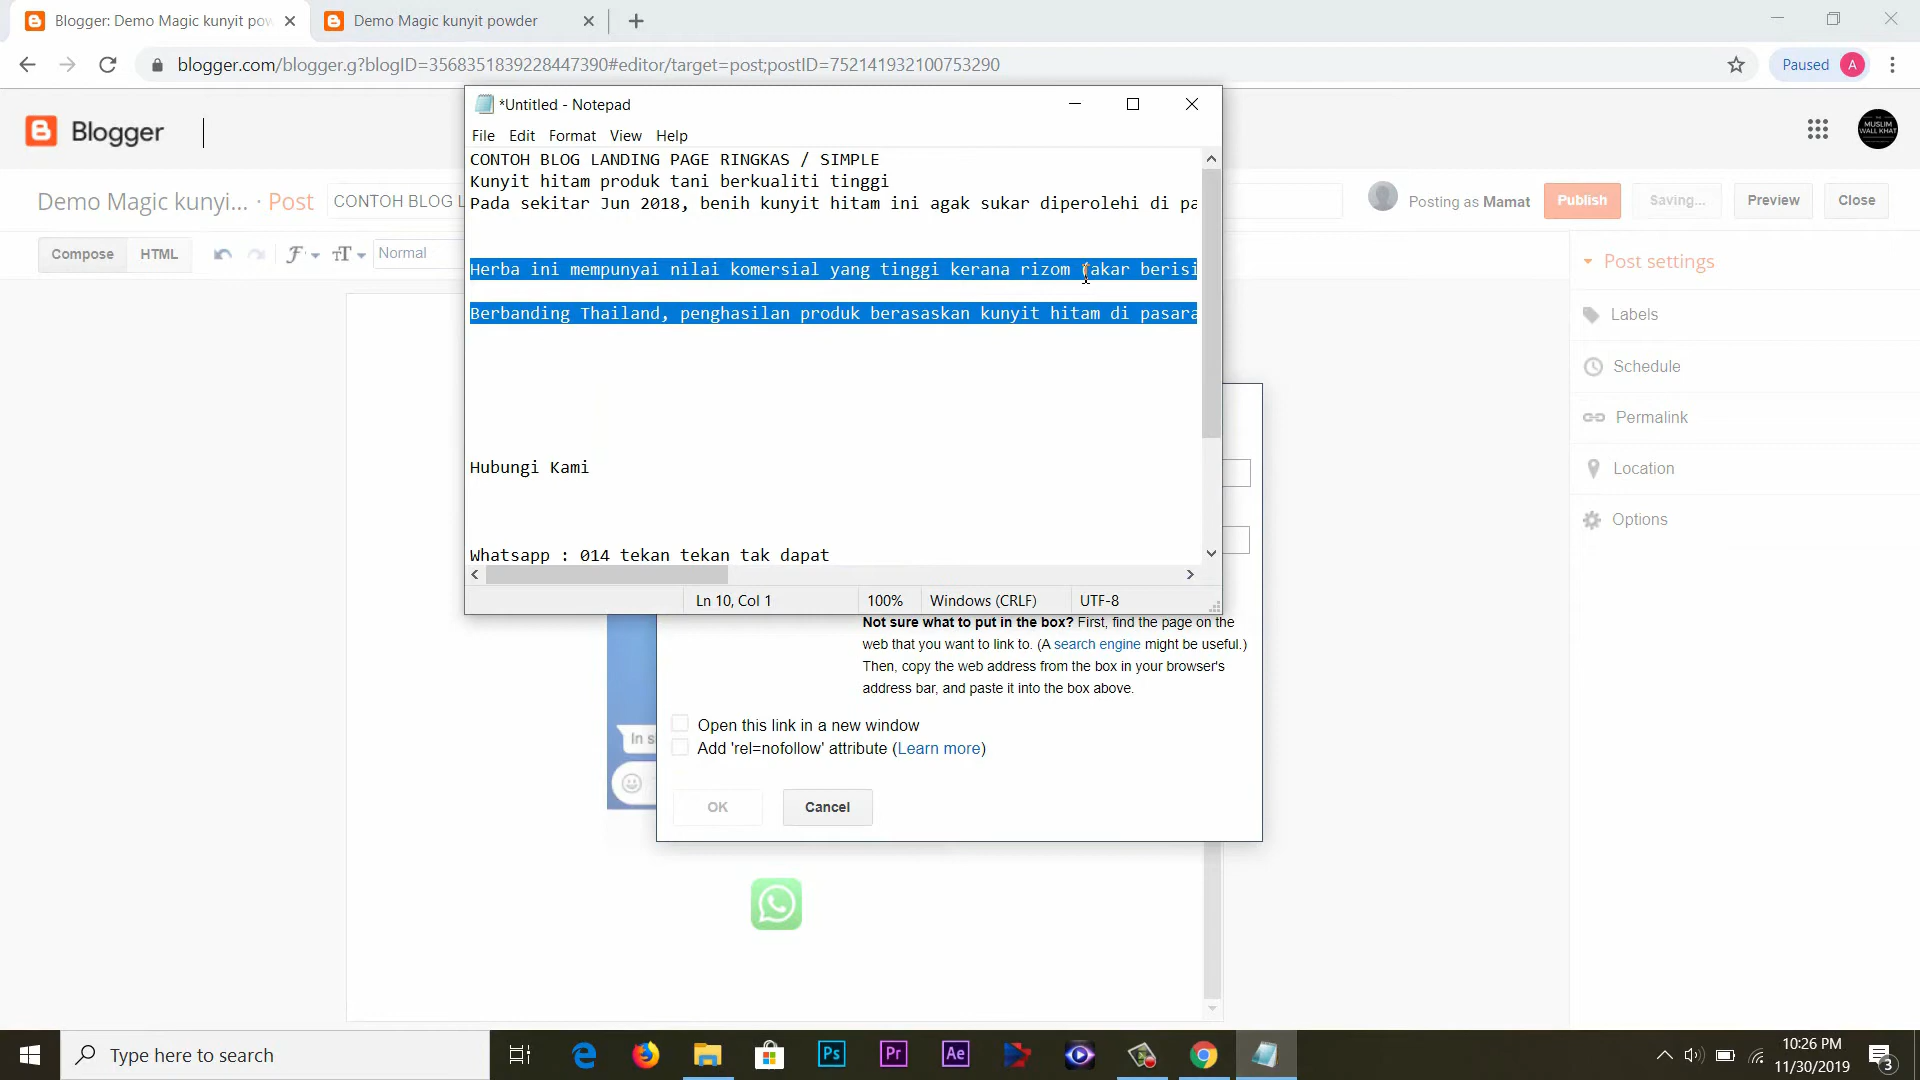 Blogger: Demo Magic kunyit pow
Demo Magic kunyit powder
blogger.com/blogger.g?blogID=3568351839228447390#editor/target=post;postID=752141932100753290
Paused
A
*Untitled - Notepad
File Edit Format View Help
Blogger
MUSLIM
WALL KHAT
CONTOH BLOG LANDING PAGE RINGKAS / SIMPLE
Kunyit hitam produk tani berkualiti tinggi
Pada sekitar Jun 2018, benih kunyit hitam ini agak sukar diperolehi di pa
Herba ini mempunyai nilai komersial yang tinggi kerana rizom akar berisi
Berbanding Thailand, penghasilan produk berasaskan kunyit hitam di pasara
Hubungi Kami
Whatsapp : 014 tekan tekan tak dapat
Ln 10, Col 1
100%
Windows (CRLF)
UTF-8
Demo Magic kunyi... · Post
CONTOH BLOG L
Posting as Mamat
Publish
Saving...
Preview
Close
Compose
HTML
Normal
Post settings
Labels
Schedule
Permalink
Location
Options
Not sure what to put in the box? First, find the page on the
web that you want to link to. (A search engine might be useful.)
Then, copy the web address from the box in your browser's
address bar, and paste it into the box above.
Open this link in a new window
Add 'rel=nofollow' attribute (Learn more)
In s
OK
Cancel
Type here to search
Ps
Pr
Ae
10:26 PM
11/30/2019
3